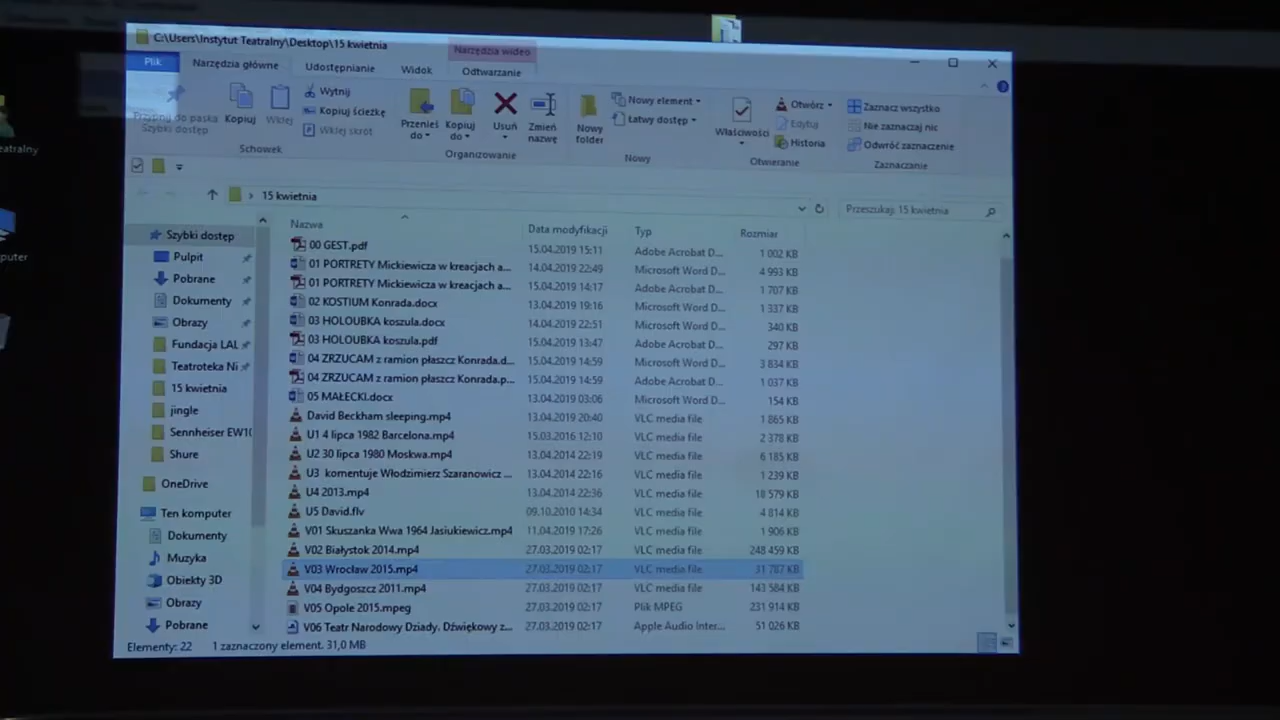 C:\Users\Instytut Teatralny\Desktop\15 kwietnia
Narzędzia wideo
Plik
Narzędzia główne
Udostępnianie
Widok
Odtwarzanie
Przypnij do paska
Szybki dostęp
Kopiuj
Wklej
Wytnij
Kopiuj ścieżkę
Wklej skrót
Schowek
Przenieś do
Kopiuj do
Usuń
Zmień nazwę
Organizowanie
Nowy folder
Nowy element
Łatwy dostęp
Nowy
Właściwości
Otwórz
Edytuj
Historia
Otwieranie
Zaznacz wszystko
Nie zaznaczaj nic
Odwróć zaznaczenie
Zaznaczanie
15 kwietnia
Przeszukaj: 15 kwietnia
eatralny
puter
Szybki dostęp
Pulpit
Pobrane
Dokumenty
Obrazy
Fundacja LAL
Teatroteka Ni
15 kwietnia
jingle
Sennheiser EW10
Shure
OneDrive
Ten komputer
Dokumenty
Muzyka
Obiekty 3D
Obrazy
Pobrane
Nazwa Data modyfikacji Typ Rozmiar
00 GEST.pdf 15.04.2019 15:11 Adobe Acrobat D... 1 002 KB
01 PORTRETY Mickiewicza w kreacjach a... 14.04.2019 22:49 Microsoft Word D... 4 993 KB
01 PORTRETY Mickiewicza w kreacjach a... 15.04.2019 14:17 Adobe Acrobat D... 1 707 KB
02 KOSTIUM Konrada.docx 13.04.2019 19:16 Microsoft Word D... 1 337 KB
03 HOLOUBKA koszula.docx 14.04.2019 22:51 Microsoft Word D... 340 KB
03 HOLOUBKA koszula.pdf 15.04.2019 13:47 Adobe Acrobat D... 297 KB
04 ZRZUCAM z ramion płaszcz Konrada.d... 15.04.2019 14:59 Microsoft Word D... 3 834 KB
04 ZRZUCAM z ramion płaszcz Konrada.p... 15.04.2019 14:59 Adobe Acrobat D... 1 037 KB
05 MAŁECKI.docx 13.04.2019 03:06 Microsoft Word D... 154 KB
David Beckham sleeping.mp4 13.04.2019 20:40 VLC media file 1 865 KB
U1 4 lipca 1982 Barcelona.mp4 15.03.2016 12:10 VLC media file 2 378 KB
U2 30 lipca 1980 Moskwa.mp4 13.04.2014 22:19 VLC media file 6 185 KB
U3 komentuje Włodzimierz Szaranowicz ... 13.04.2014 22:16 VLC media file 1 239 KB
U4 2013.mp4 13.04.2014 22:36 VLC media file 18 579 KB
U5 David.flv 09.10.2010 14:34 VLC media file 4 814 KB
V01 Skuszanka Wwa 1964 Jasiukiewicz.mp4 11.04.2019 17:26 VLC media file 1 906 KB
V02 Białystok 2014.mp4 27.03.2019 02:17 VLC media file 248 459 KB
V03 Wrocław 2015.mp4 27.03.2019 02:17 VLC media file 31 787 KB
V04 Bydgoszcz 2011.mp4 27.03.2019 02:17 VLC media file 143 584 KB
V05 Opole 2015.mpeg 27.03.2019 02:17 Plik MPEG 231 914 KB
V06 Teatr Narodowy Dziady. Dźwiękowy z... 27.03.2019 02:17 Apple Audio Inter... 51 026 KB
Elementy: 22 1 zaznaczony element. 31,0 MB